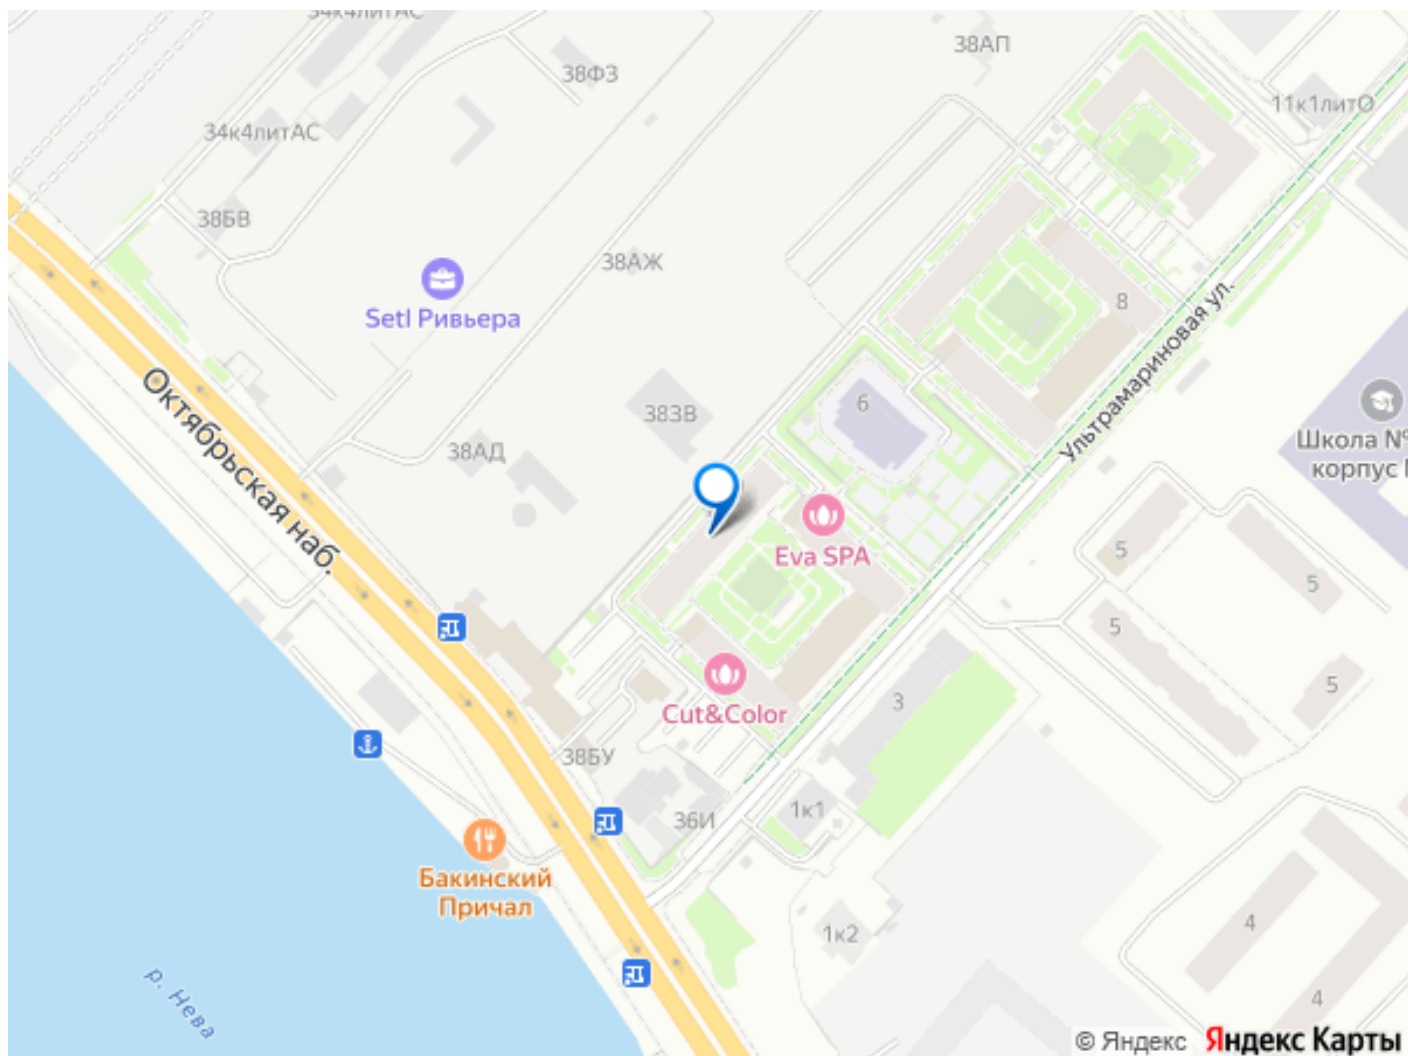 34к4литАС
38АП
38ФЗ
11к1литО
34к4литАС
38БВ
38АЖ
Setl Ривьера
8
Октябрьская наб.
Ультрамариновая ул.
38ЗВ
6
Школа №
корпус
38АД
Eva SPA
5
5
5
5
Cut&Color
3
38БУ
36И
1к1
Бакинский
Причал
1к2
4
4
р. Нева
© Яндекс
Яндекс Карты